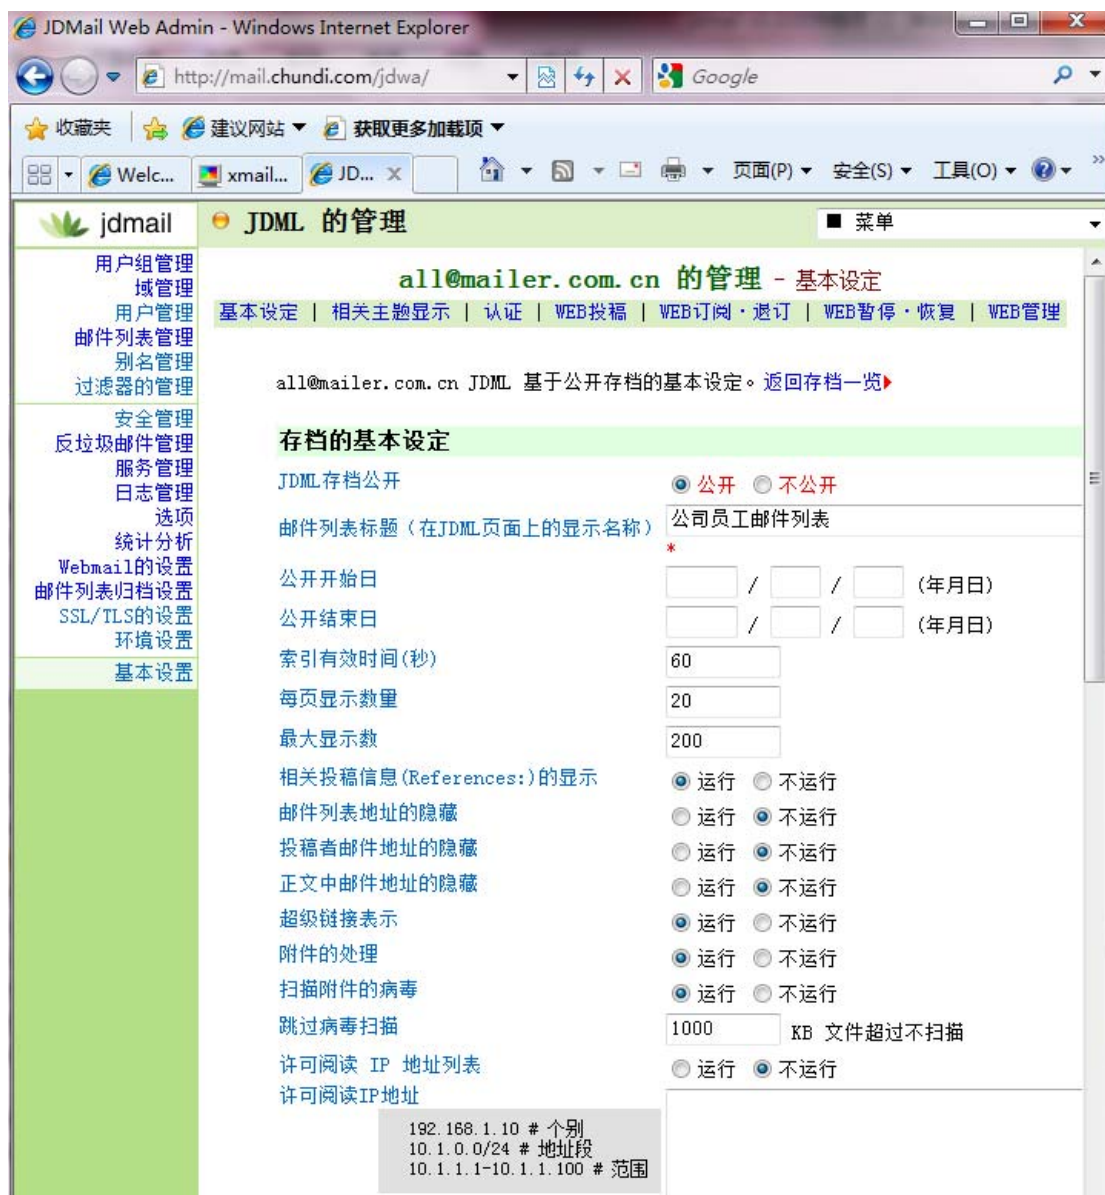 JDMail Web Admin - Windows Internet Explorer
http://mail.chundi.com/jdwa/
Google
收藏夹 建议网站 获取更多加载项
Welc... xmail... JD... 页面(P) 安全(S) 工具(O)
jdmail JDML 的管理 ■ 菜单
用户组管理
域管理
用户管理
邮件列表管理
别名管理
过滤器的管理
安全管理
反垃圾邮件管理
服务管理
日志管理
选项
统计分析
Webmail的设置
邮件列表归档设置
SSL/TLS的设置
环境设置
基本设置
all@mailer.com.cn 的管理 - 基本设定
基本设定 | 相关主题显示 | 认证 | WEB投稿 | WEB订阅・退订 | WEB暂停・恢复 | WEB管理
all@mailer.com.cn JDML 基于公开存档的基本设定。返回存档一览
存档的基本设定
JDML存档公开 公开 不公开
邮件列表标题（在JDML页面上的显示名称） 公司员工邮件列表
*
公开开始日 / / (年月日)
公开结束日 / / (年月日)
索引有效时间(秒) 60
每页显示数量 20
最大显示数 200
相关投稿信息(References:)的显示 运行 不运行
邮件列表地址的隐藏 运行 不运行
投稿者邮件地址的隐藏 运行 不运行
正文中邮件地址的隐藏 运行 不运行
超级链接表示 运行 不运行
附件的处理 运行 不运行
扫描附件的病毒 运行 不运行
跳过病毒扫描 1000 KB 文件超过不扫描
许可阅读 IP 地址列表 运行 不运行
许可阅读IP地址
192.168.1.10 # 个别
10.1.0.0/24 # 地址段
10.1.1.1-10.1.1.100 # 范围